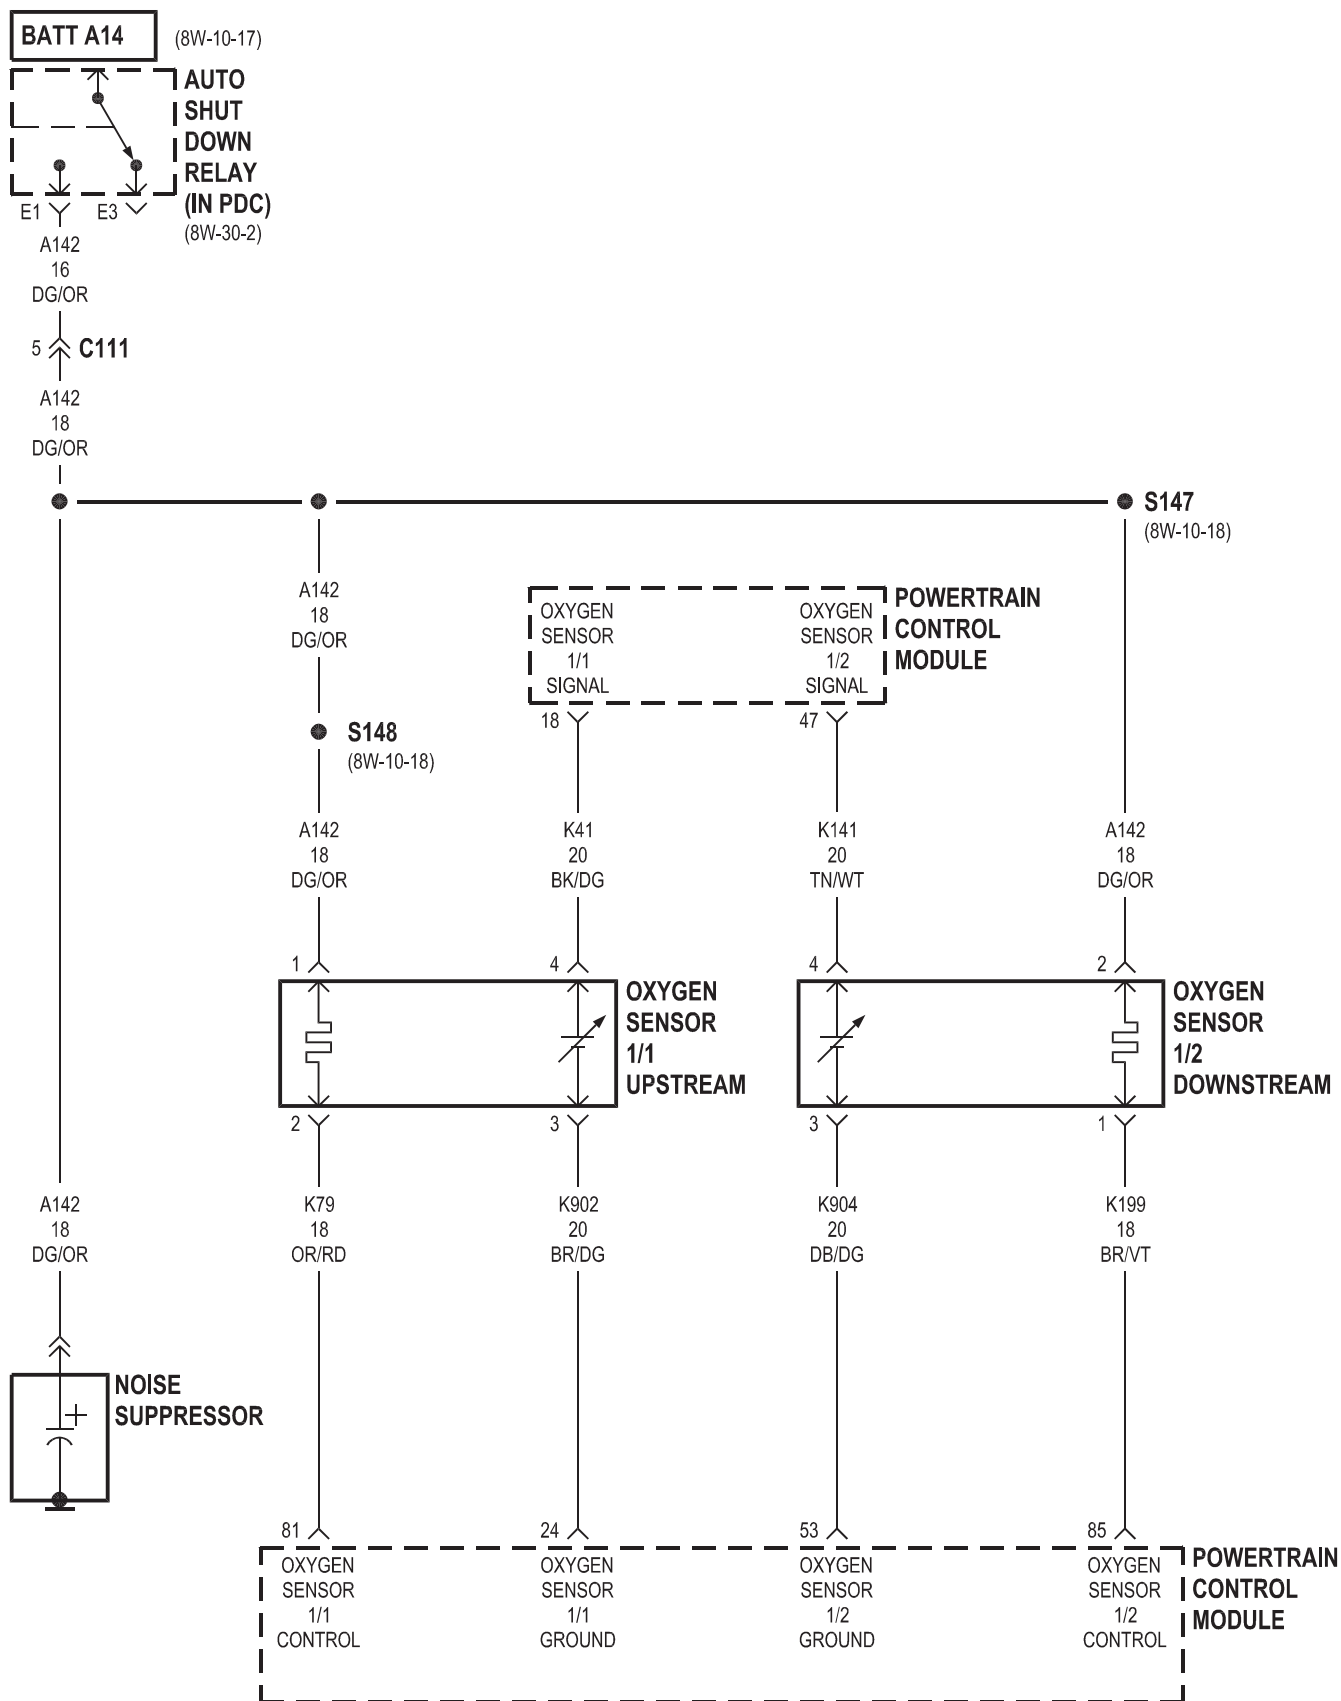 BATT A14
(8W-10-17)
AUTO
SHUT
DOWN
RELAY
(IN PDC)
(8W-30-2)
E1
E3
A142
16
DG/OR
5
C111
A142
18
DG/OR
S147
(8W-10-18)
A142
18
DG/OR
S148
(8W-10-18)
OXYGEN
SENSOR
1/1
SIGNAL
OXYGEN
SENSOR
1/2
SIGNAL
POWERTRAIN
CONTROL
MODULE
18
47
A142
18
DG/OR
K41
20
BK/DG
K141
20
TN/WT
A142
18
DG/OR
1
4
4
2
OXYGEN
SENSOR
1/1
UPSTREAM
OXYGEN
SENSOR
1/2
DOWNSTREAM
2
3
3
1
A142
18
DG/OR
K79
18
OR/RD
K902
20
BR/DG
K904
20
DB/DG
K199
18
BR/VT
NOISE
SUPPRESSOR
+
81
24
53
85
OXYGEN
SENSOR
1/1
CONTROL
OXYGEN
SENSOR
1/1
GROUND
OXYGEN
SENSOR
1/2
GROUND
OXYGEN
SENSOR
1/2
CONTROL
POWERTRAIN
CONTROL
MODULE